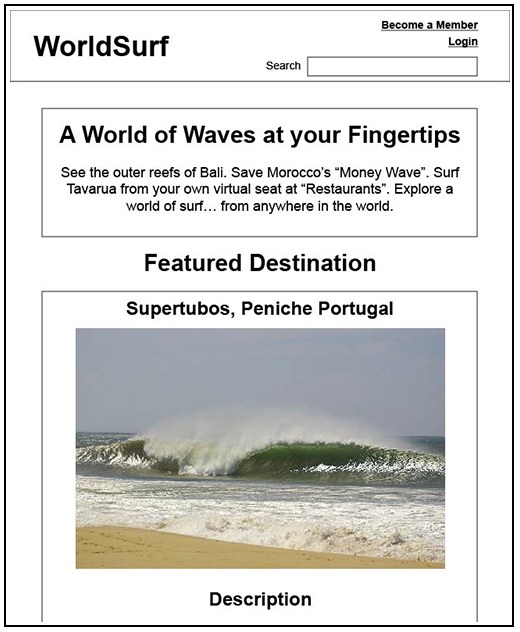 WorldSurf
Become a Member
Login
Search
A World of Waves at your Fingertips
See the outer reefs of Bali. Save Morocco’s “Money Wave”. Surf
Tavarua from your own virtual seat at “Restaurants”. Explore a
world of surf… from anywhere in the world.
Featured Destination
Supertubos, Peniche Portugal
Description